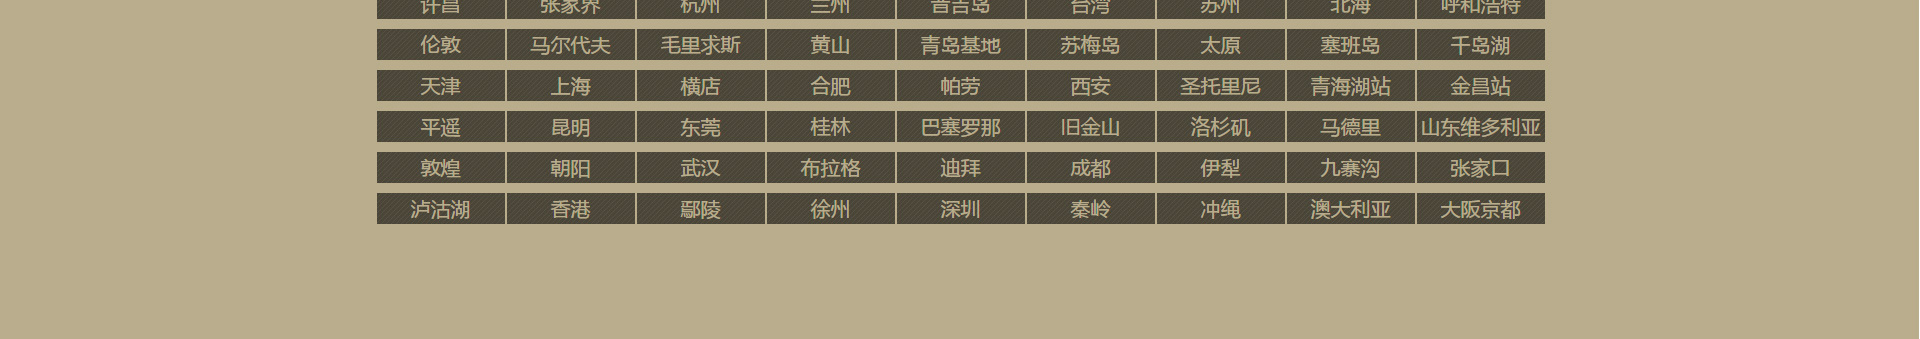 许昌 张家界 杭州 兰州 普吉岛 台湾 苏州 北海 呼和浩特
伦敦 马尔代夫 毛里求斯 黄山 青岛基地 苏梅岛 太原 塞班岛 千岛湖
天津 上海 横店 合肥 帕劳 西安 圣托里尼 青海湖站 金昌站
平遥 昆明 东莞 桂林 巴塞罗那 旧金山 洛杉矶 马德里 山东维多利亚
敦煌 朝阳 武汉 布拉格 迪拜 成都 伊犁 九寨沟 张家口
泸沽湖 香港 鄢陵 徐州 深圳 秦岭 冲绳 澳大利亚 大阪京都